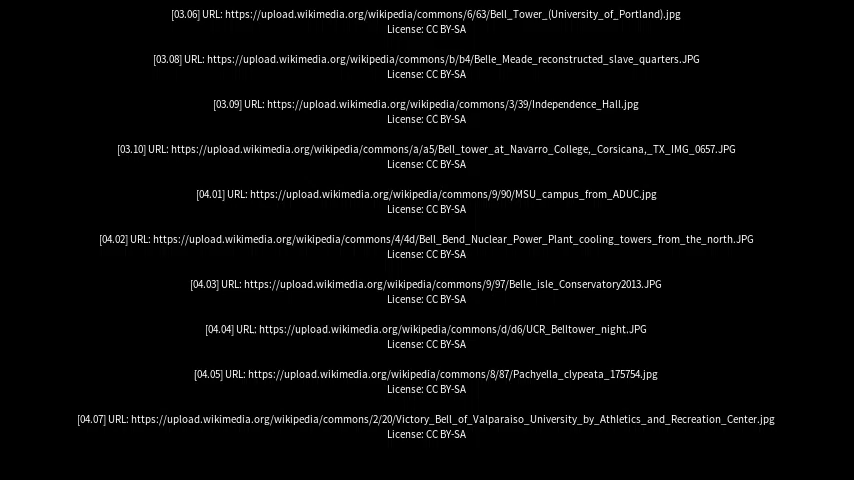 [03.06] URL: https://upload.wikimedia.org/wikipedia/commons/6/63/Bell_Tower_(University_of_Portland).jpg
License: CC BY-SA
[03.08] URL: https://upload.wikimedia.org/wikipedia/commons/b/b4/Belle_Meade_reconstructed_slave_quarters.JPG
License: CC BY-SA
[03.09] URL: https://upload.wikimedia.org/wikipedia/commons/3/39/Independence_Hall.jpg
License: CC BY-SA
[03.10] URL: https://upload.wikimedia.org/wikipedia/commons/a/a5/Bell_tower_at_Navarro_College,_Corsicana,_TX_IMG_0657.JPG
License: CC BY-SA
[04.01] URL: https://upload.wikimedia.org/wikipedia/commons/9/90/MSU_campus_from_ADUC.jpg
License: CC BY-SA
[04.02] URL: https://upload.wikimedia.org/wikipedia/commons/4/4d/Bell_Bend_Nuclear_Power_Plant_cooling_towers_from_the_north.JPG
License: CC BY-SA
[04.03] URL: https://upload.wikimedia.org/wikipedia/commons/9/97/Belle_isle_Conservatory2013.JPG
License: CC BY-SA
[04.04] URL: https://upload.wikimedia.org/wikipedia/commons/d/d6/UCR_Belltower_night.JPG
License: CC BY-SA
[04.05] URL: https://upload.wikimedia.org/wikipedia/commons/8/87/Pachyella_clypeata_175754.jpg
License: CC BY-SA
[04.07] URL: https://upload.wikimedia.org/wikipedia/commons/2/20/Victory_Bell_of_Valparaiso_University_by_Athletics_and_Recreation_Center.jpg
License: CC BY-SA